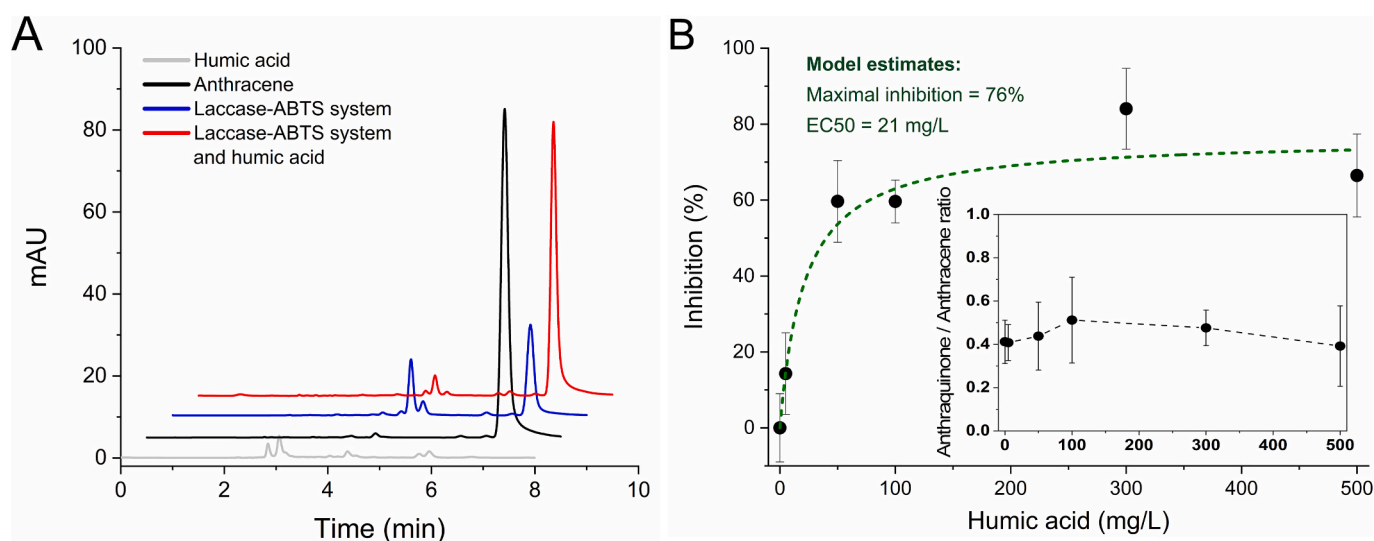 A
Humic acid
Anthracene
Laccase-ABTS system
Laccase-ABTS system
and humic acid
100
80
60
40
20
0
mAU
0
2
4
6
8
10
Time (min)
B
Model estimates:
Maximal inhibition = 76%
EC50 = 21 mg/L
100
80
60
40
20
0
Inhibition (%)
0
100
200
300
400
500
Humic acid (mg/L)
Anthraquinone / Anthracene ratio
1.0
0.8
0.6
0.4
0.2
0.0
0
100
200
300
400
500